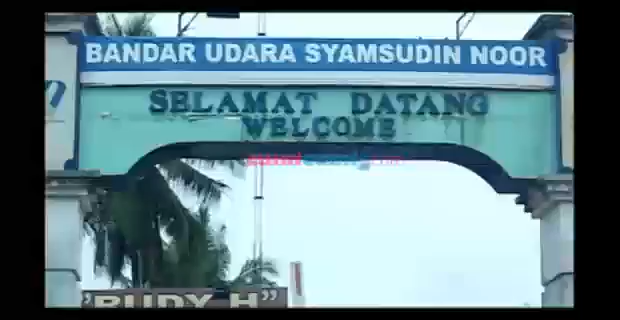 BANDAR UDARA SYAMSUDIN NOOR
SELAMAT DATANG
WELCOME
"RUDY H"